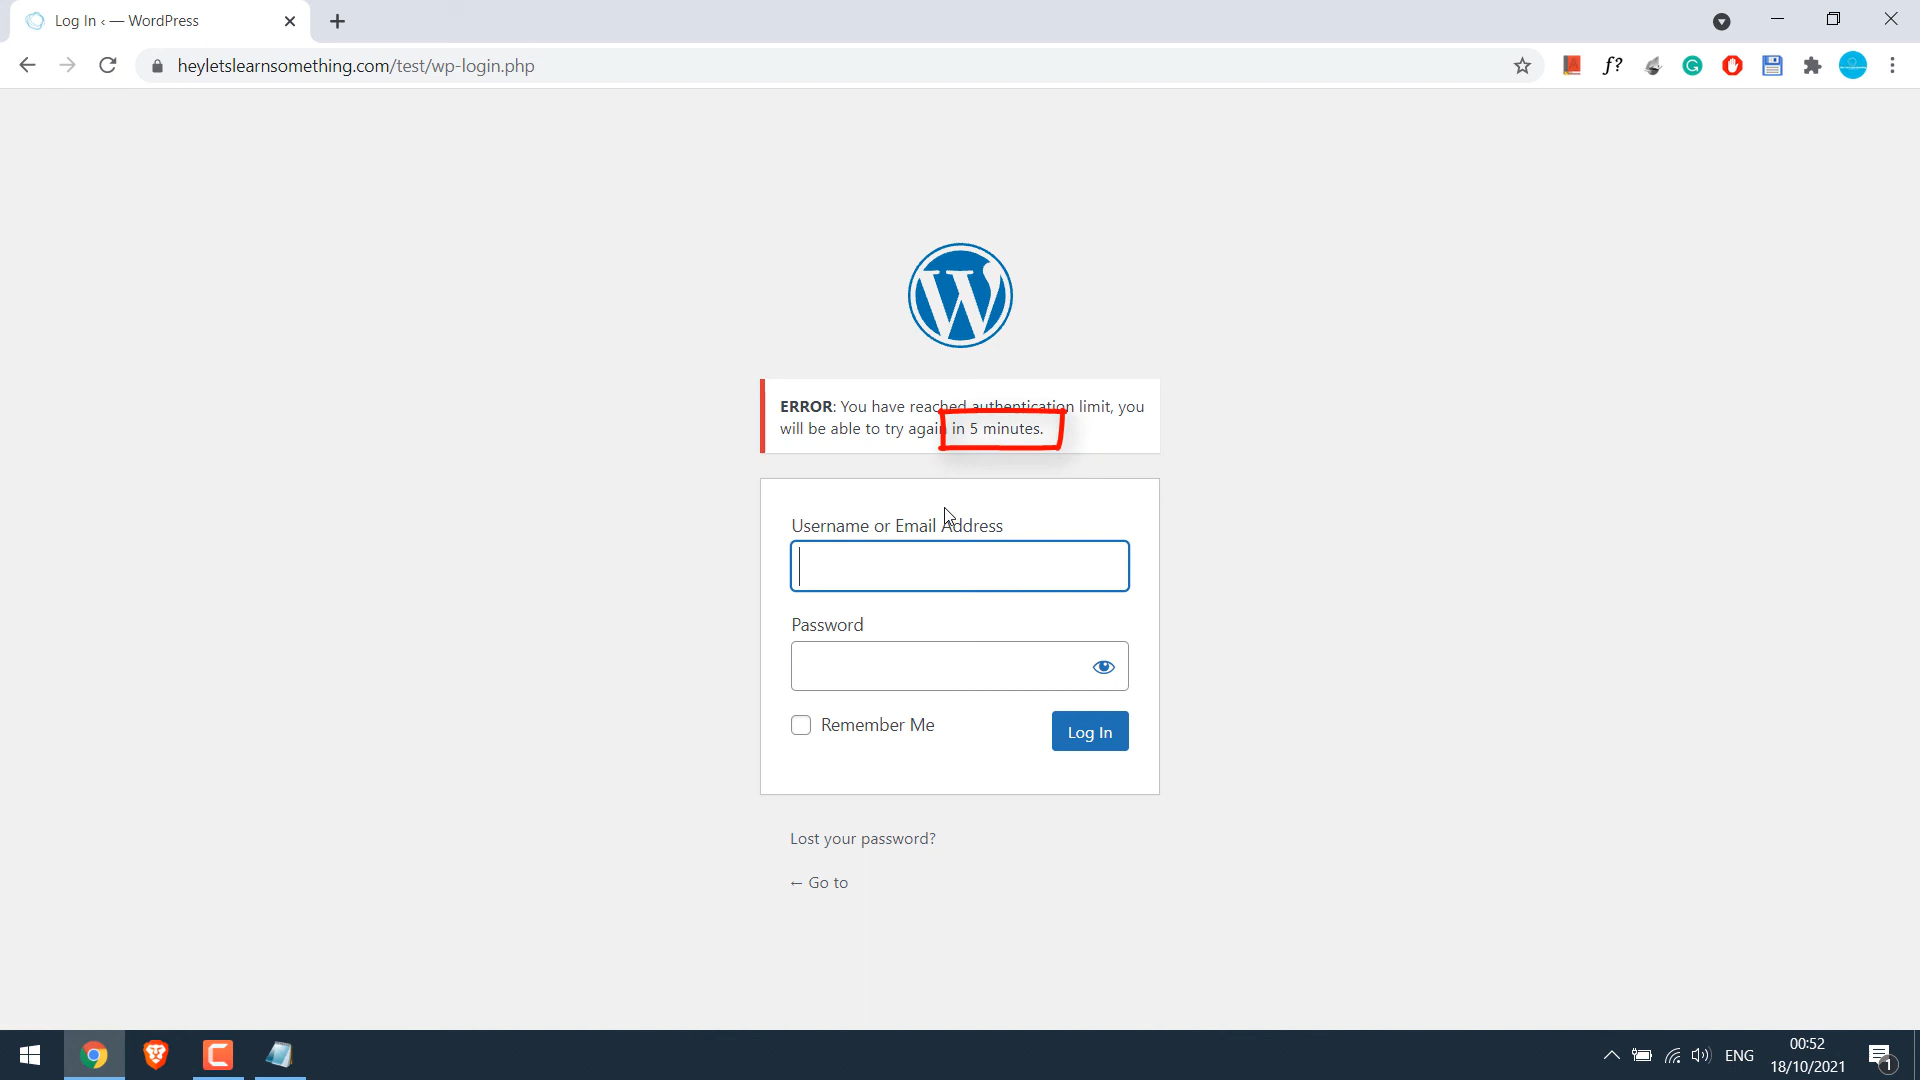 Log In ‹ — WordPress
heyletslearnsomething.com/test/wp-login.php
f?
ERROR: You have reached authentication limit, you
will be able to try again in 5 minutes.
Username or Email Address
Password
Remember Me
Log In
Lost your password?
← Go to
ENG
00:52
18/10/2021
1